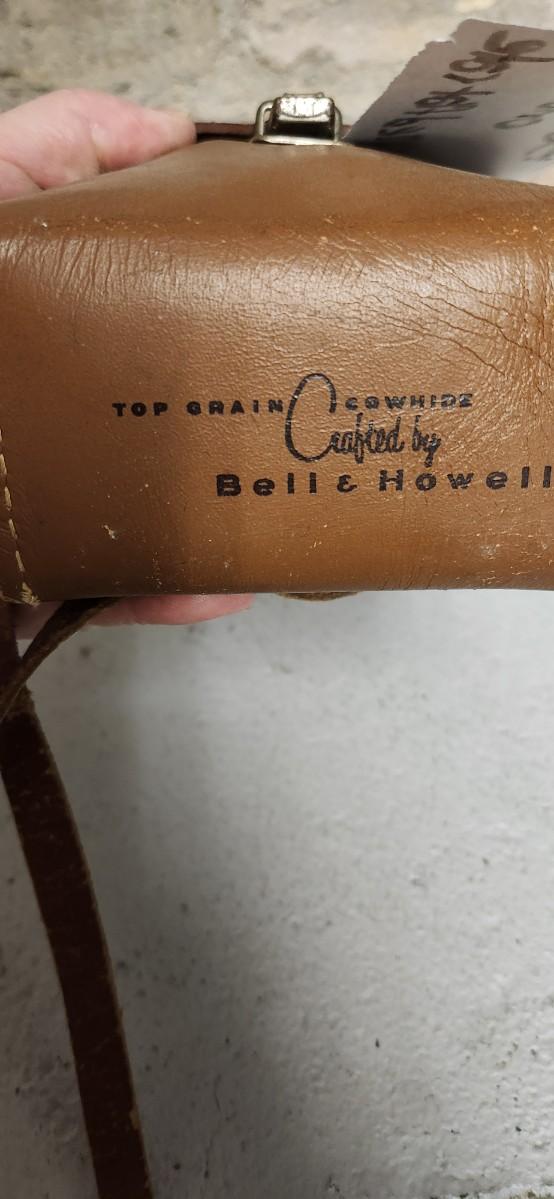 TOP GRAIN COWHIDE
Crafted by
Bell & Howell